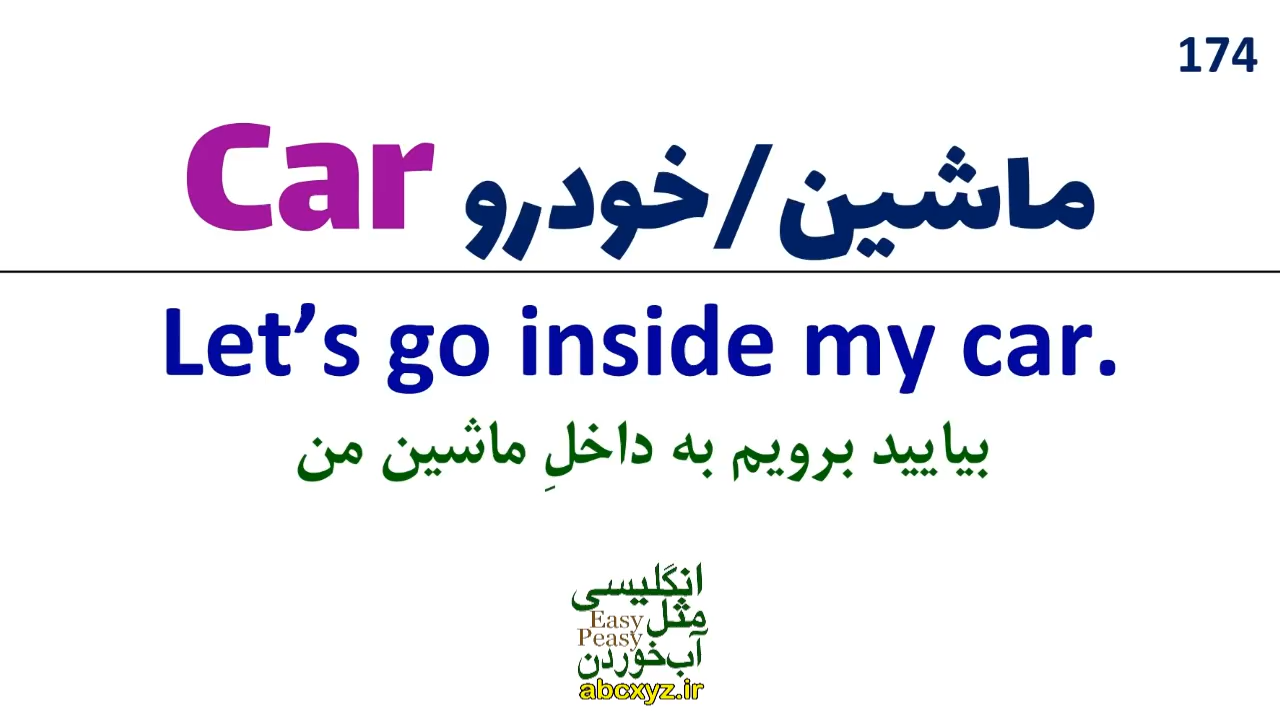 174
Car ماشین/خودرو
Let’s go inside my car.
بیایید برویم به داخلِ ماشین من
انگلیسی
مثل Easy
Peasy
آب‌خوردن
abcxyz.ir